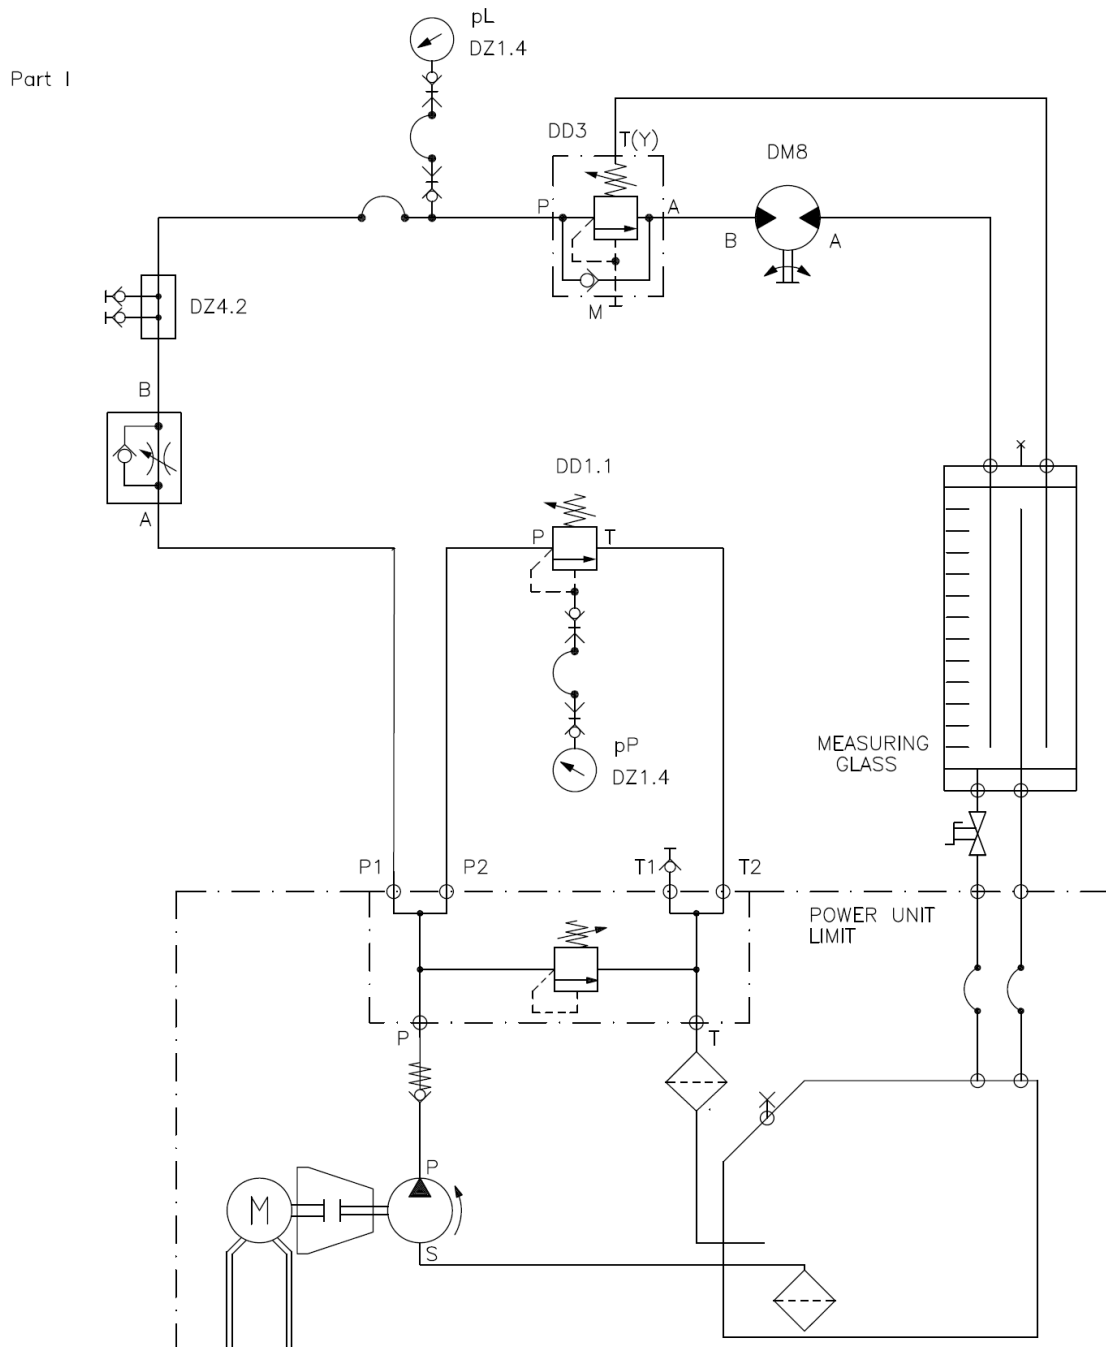 pL
DZ1.4
Part I
DD3
T(Y)
DM8
P
A
B
A
M
DZ4.2
B
A
DD1.1
P
T
pP
DZ1.4
MEASURING
GLASS
P1
P2
T1
T2
POWER UNIT
LIMIT
P
T
P
M
S